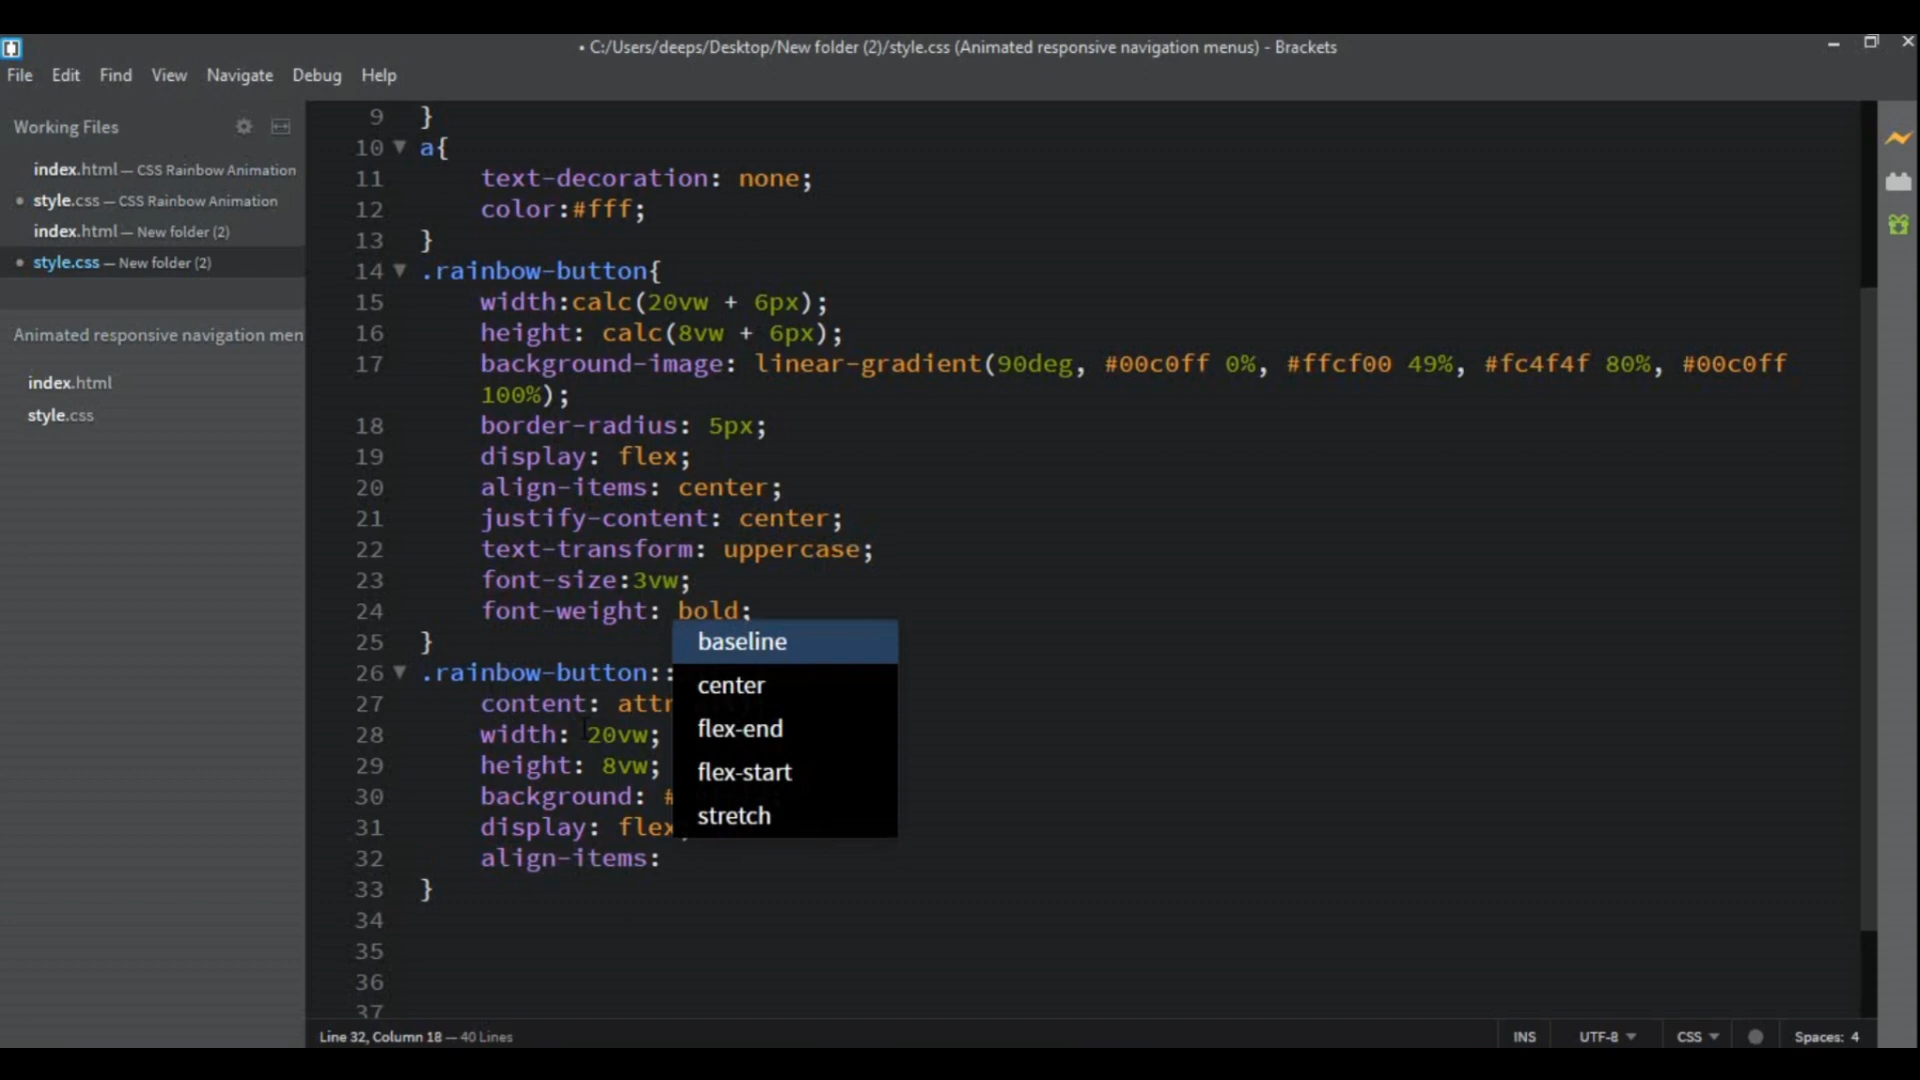 • C:/Users/deeps/Desktop/New folder (2)/style.css (Animated responsive navigation menus) - Brackets
File Edit Find View Navigate Debug Help
Working Files
index.html — CSS Rainbow Animation
• style.css — CSS Rainbow Animation
index.html — New folder (2)
• style.css — New folder (2)
Animated responsive navigation men
index.html
style.css
9 }
10 a{
11 text-decoration: none;
12 color:#fff;
13 }
14 .rainbow-button{
15 width:calc(20vw + 6px);
16 height: calc(8vw + 6px);
17 background-image: linear-gradient(90deg, #00c0ff 0%, #ffcf00 49%, #fc4f4f 80%, #00c0ff
100%);
18 border-radius: 5px;
19 display: flex;
20 align-items: center;
21 justify-content: center;
22 text-transform: uppercase;
23 font-size:3vw;
24 font-weight: bold;
25 }
26 .rainbow-button::
27 content: attr
28 width: 20vw;
29 height: 8vw;
30 background: #
31 display: flex;
32 align-items:
33 }
34
35
36
37
baseline
center
flex-end
flex-start
stretch
Line 32, Column 18 — 40 Lines
INS UTF-8 CSS Spaces: 4